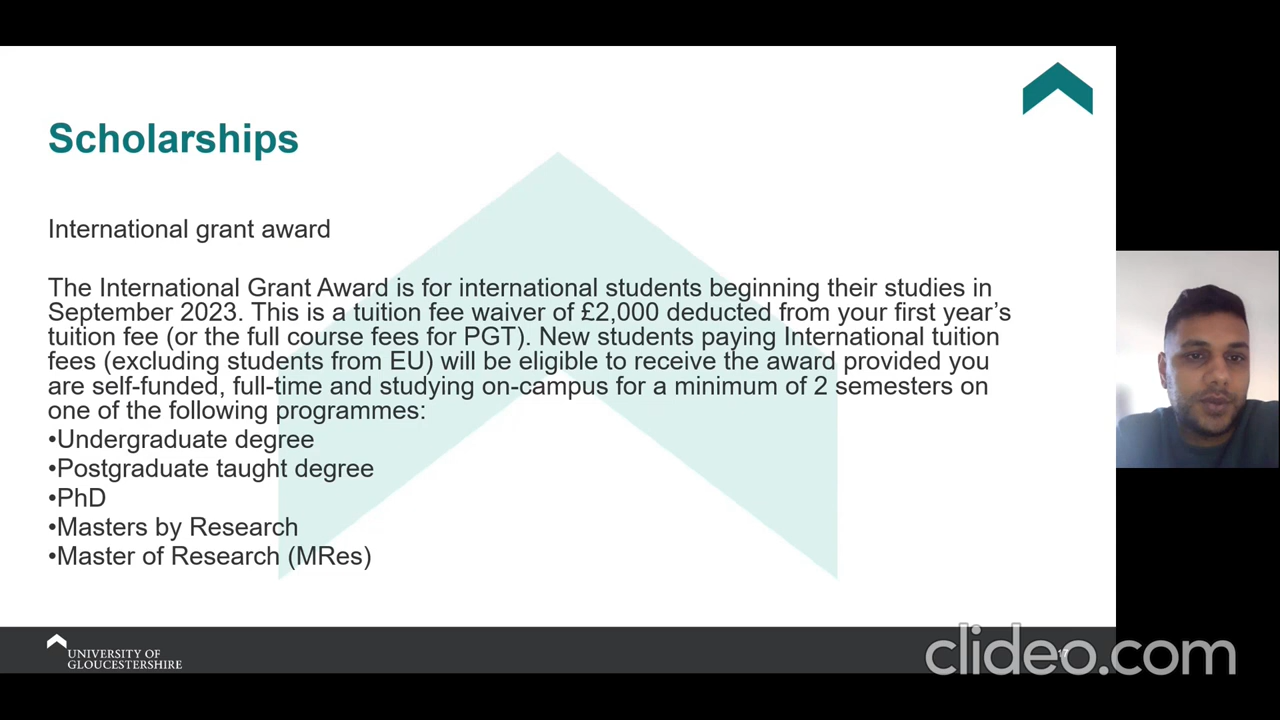 Scholarships
International grant award
The International Grant Award is for international students beginning their studies in
September 2023. This is a tuition fee waiver of £2,000 deducted from your first year’s
tuition fee (or the full course fees for PGT). New students paying International tuition
fees (excluding students from EU) will be eligible to receive the award provided you
are self-funded, full-time and studying on-campus for a minimum of 2 semesters on
one of the following programmes:
•Undergraduate degree
•Postgraduate taught degree
•PhD
•Masters by Research
•Master of Research (MRes)
UNIVERSITY OF
GLOUCESTERSHIRE
clideo.com